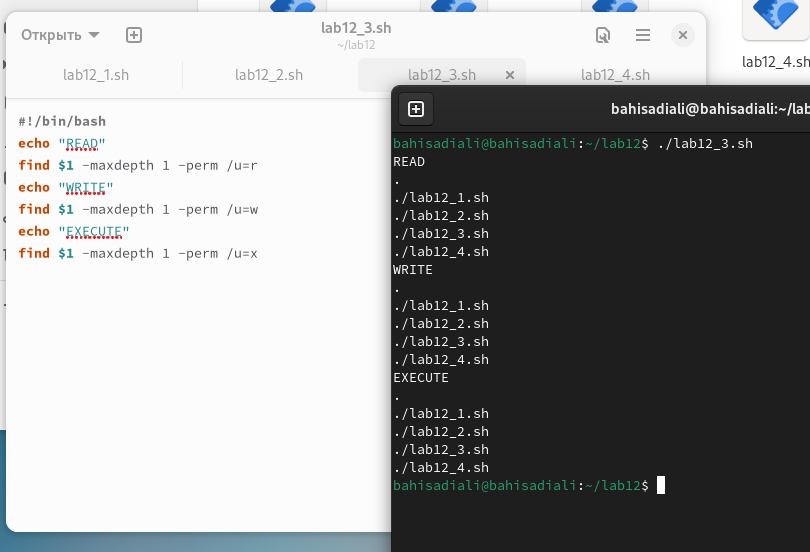 Открыть
lab12_3.sh
~/lab12
lab12_1.sh
lab12_2.sh
lab12_3.sh
lab12_4.sh
#!/bin/bash
echo "READ"
find $1 -maxdepth 1 -perm /u=r
echo "WRITE"
find $1 -maxdepth 1 -perm /u=w
echo "EXECUTE"
find $1 -maxdepth 1 -perm /u=x
lab12_4.sh
bahisadiali@bahisadiali:~/lab
bahisadiali@bahisadiali:~/lab12$ ./lab12_3.sh
READ
.
./lab12_1.sh
./lab12_2.sh
./lab12_3.sh
./lab12_4.sh
WRITE
.
./lab12_1.sh
./lab12_2.sh
./lab12_3.sh
./lab12_4.sh
EXECUTE
.
./lab12_1.sh
./lab12_2.sh
./lab12_3.sh
./lab12_4.sh
bahisadiali@bahisadiali:~/lab12$